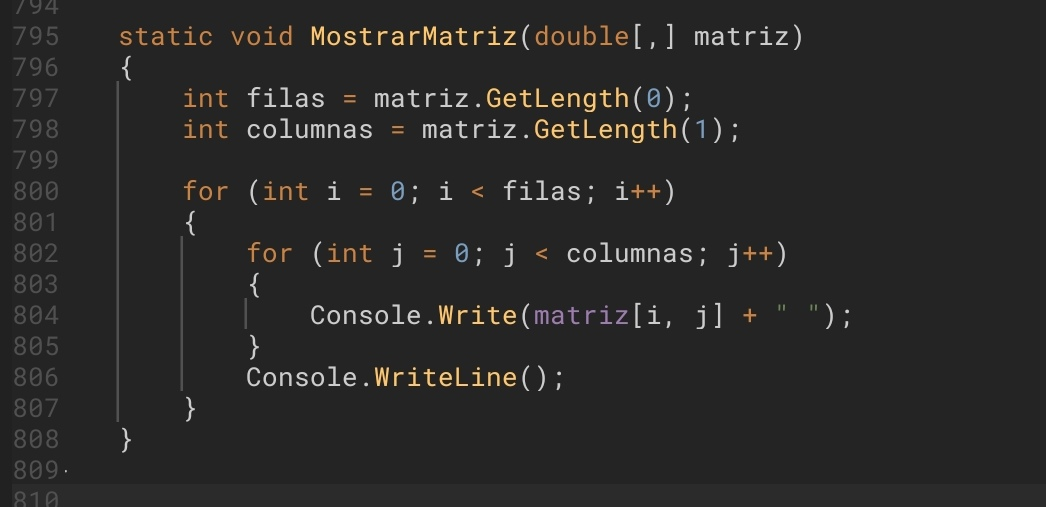 794
795 static void MostrarMatriz(double[,] matriz)
796 {
797 int filas = matriz.GetLength(0);
798 int columnas = matriz.GetLength(1);
799
800 for (int i = 0; i < filas; i++)
801 {
802 for (int j = 0; j < columnas; j++)
803 {
804 Console.Write(matriz[i, j] + " ");
805 }
806 Console.WriteLine();
807 }
808 }
809
810